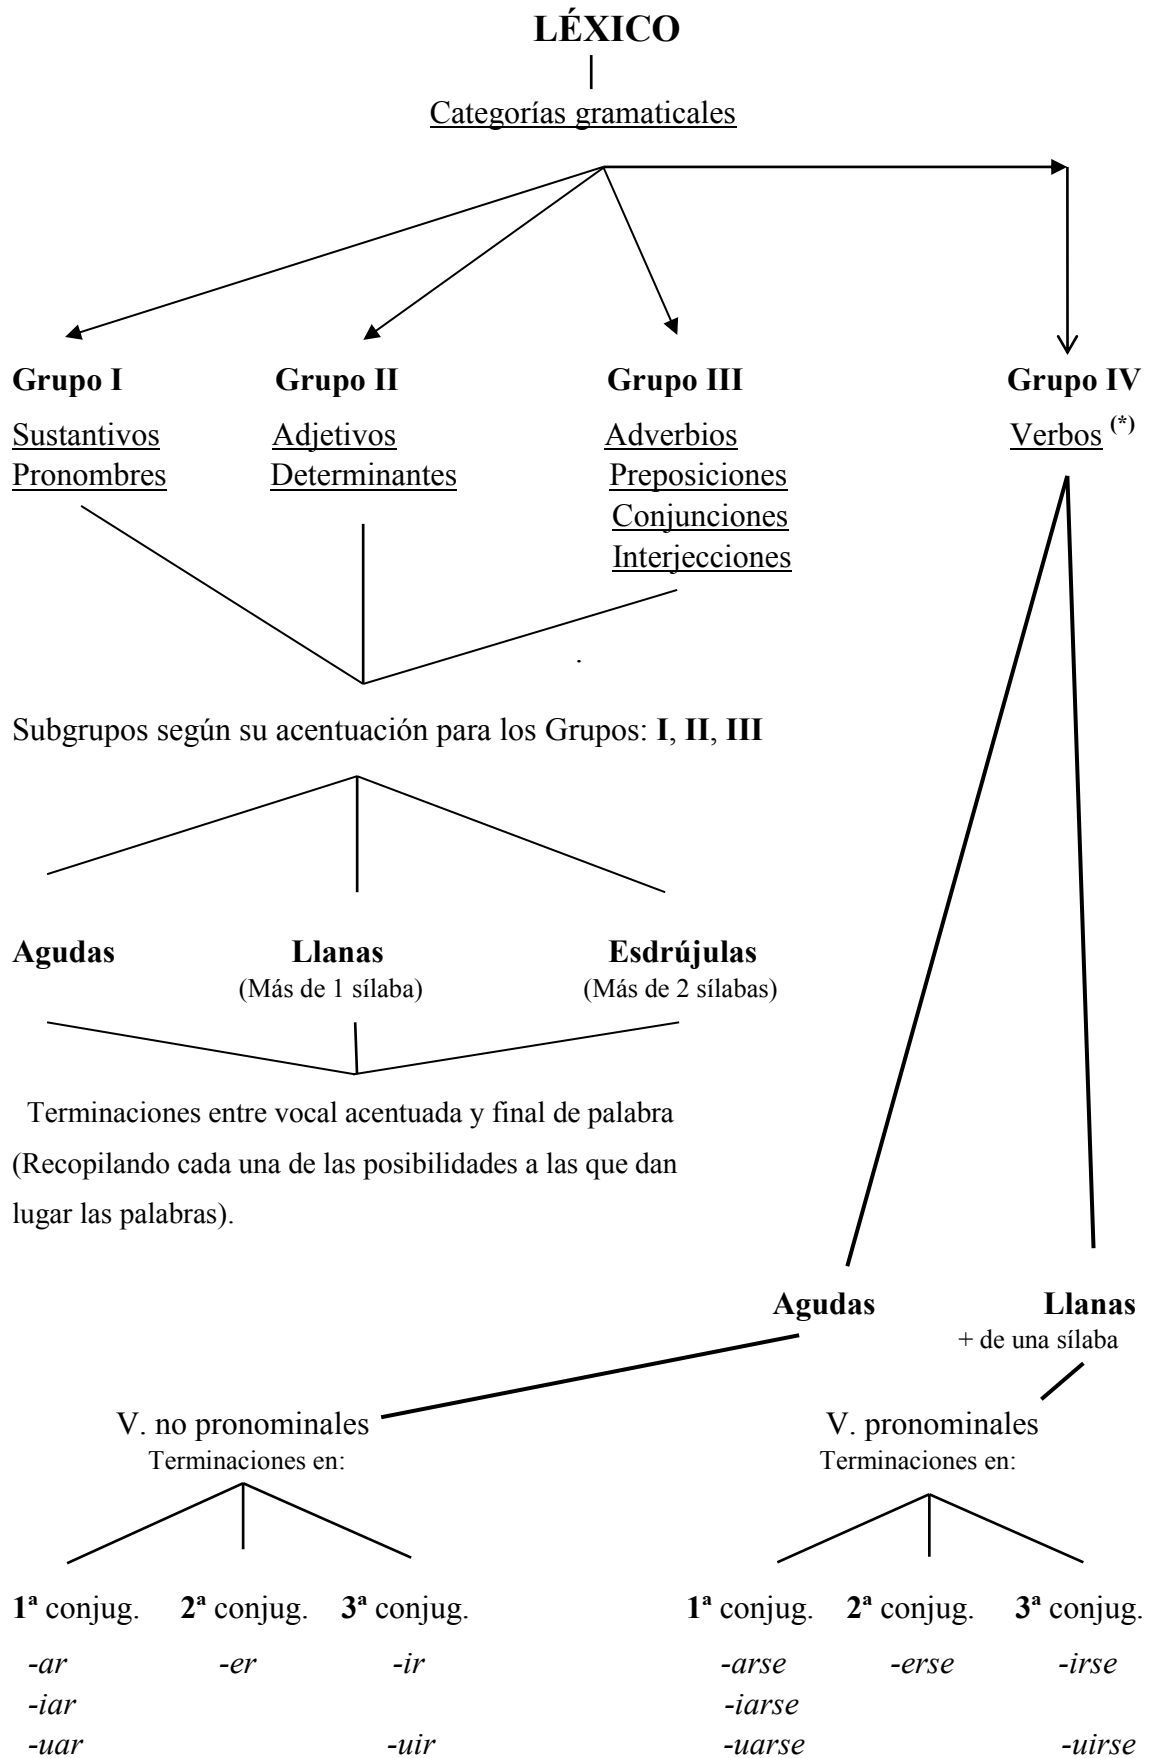 LÉXICO
Categorías gramaticales
Grupo I Grupo II Grupo III Grupo IV
Sustantivos Adjetivos Adverbios Verbos (*)
Pronombres Determinantes Preposiciones
Conjunciones
Interjecciones
.
Subgrupos según su acentuación para los Grupos: I, II, III
Agudas Llanas Esdrújulas
(Más de 1 sílaba) (Más de 2 sílabas)
Terminaciones entre vocal acentuada y final de palabra
(Recopilando cada una de las posibilidades a las que dan
lugar las palabras).
Agudas Llanas
+ de una sílaba
V. no pronominales V. pronominales
Terminaciones en: Terminaciones en:
1ª conjug. 2ª conjug. 3ª conjug. 1ª conjug. 2ª conjug. 3ª conjug.
-ar -er -ir -arse -erse -irse
-iar -iarse
-uar -uir -uarse -uirse